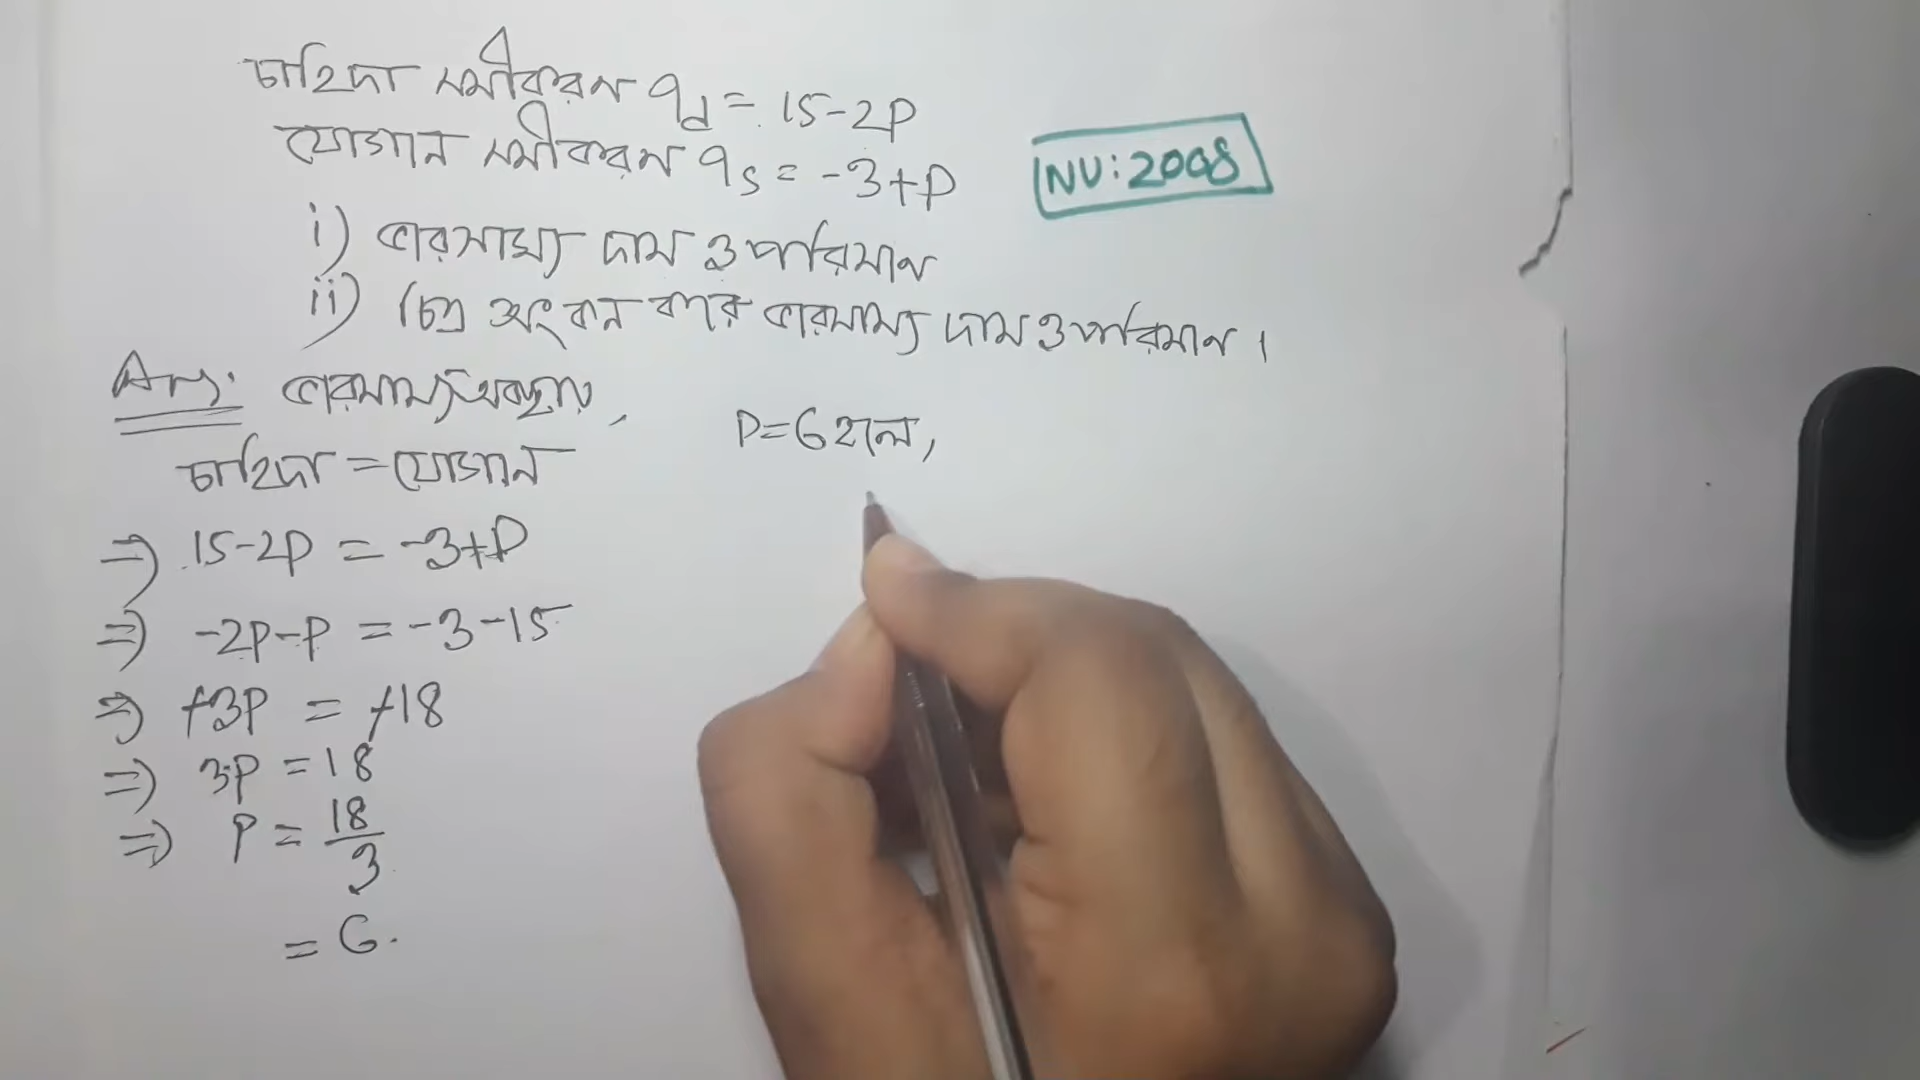 চাহিদা সমীকরণ qd = 15-2P
যোগান সমীকরণ qs = -3+P
NU: 2008
i) ভারসাম্য দাম ও পরিমান
ii) চিত্র অংকন করে ভারসাম্য দাম ও পরিমান ।
Ans: ভারসাম্য অবস্থায়,
চাহিদা = যোগান
⇒ 15-2P = -3+P
⇒ -2P-P = -3-15
⇒ +3P = +18
⇒ 3P = 18
⇒ P = 18/3
= 6.
P=6 হলে,